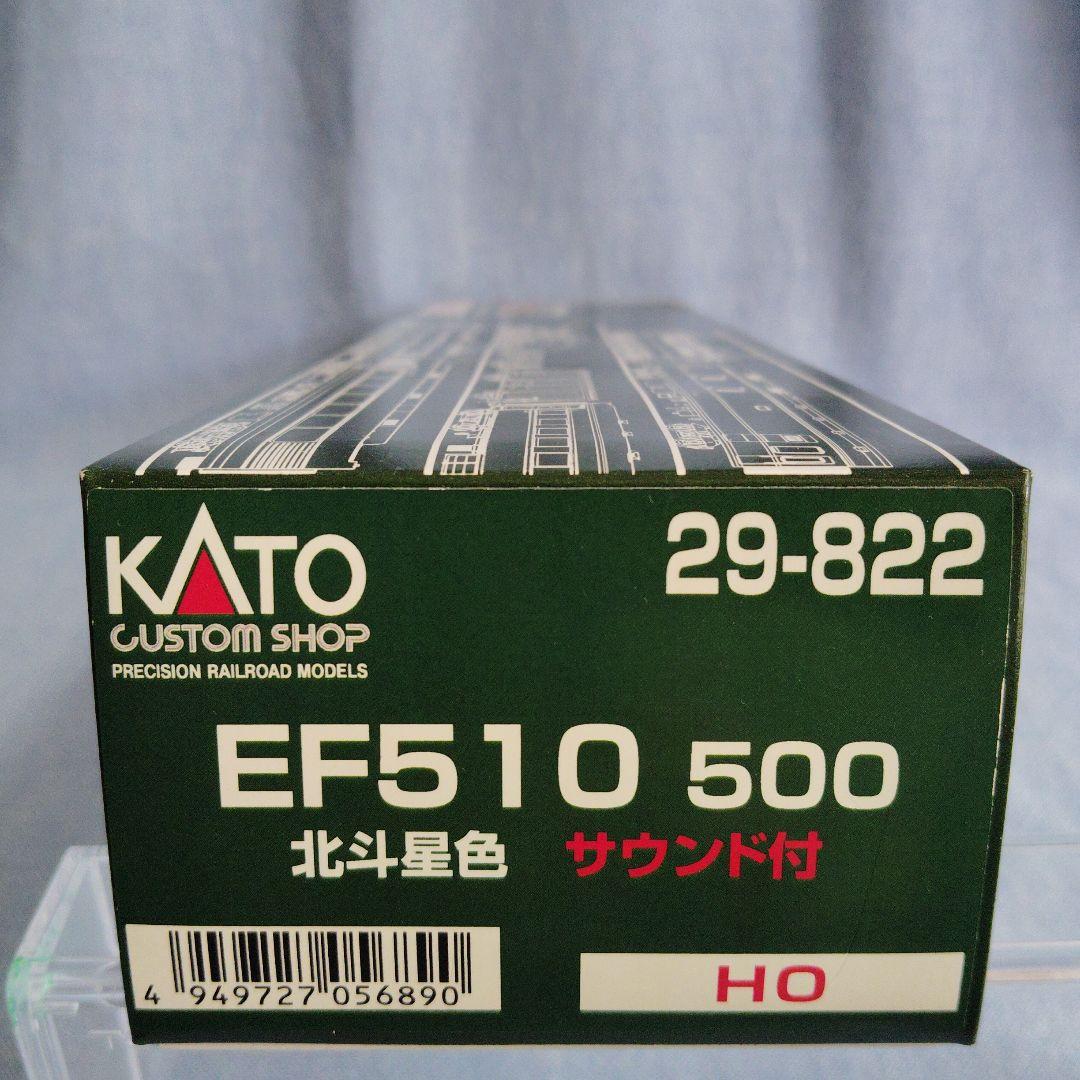 KATO
CUSTOM SHOP
PRECISION RAILROAD MODELS
29-822
EF510 500
北斗星色 サウンド付
4 949727 056890
HO